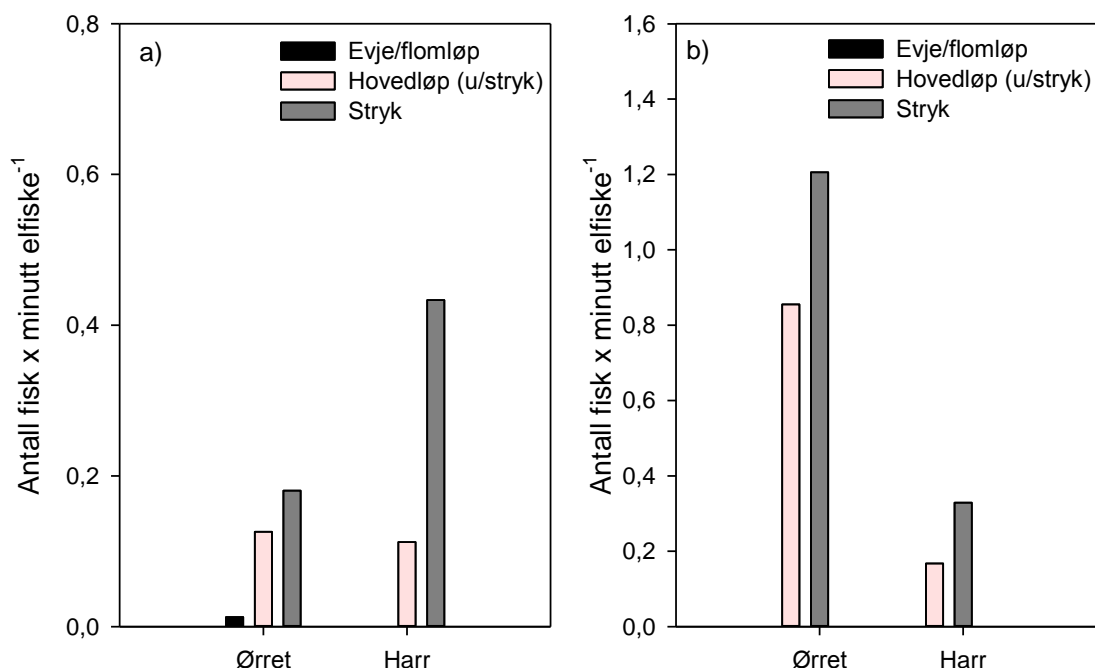 a)
Evje/flomløp
Hovedløp (u/stryk)
Stryk
Antall fisk x minutt elfiske-1
0,8
0,6
0,4
0,2
0,0
Ørret Harr
b)
Evje/flomløp
Hovedløp (u/stryk)
Stryk
Antall fisk x minutt elfiske-1
1,6
1,4
1,2
1,0
0,8
0,6
0,4
0,2
0,0
Ørret Harr